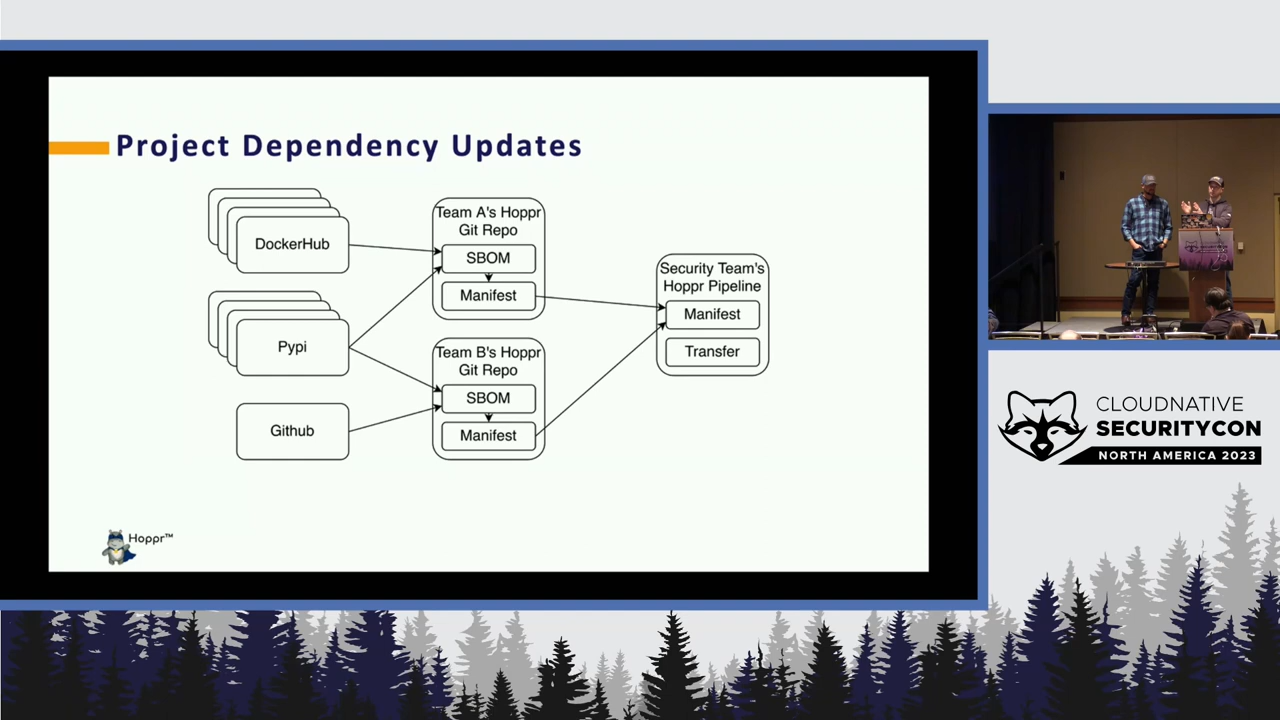 Project Dependency Updates
DockerHub
Pypi
Github
Team A's Hoppr
Git Repo
SBOM
Manifest
Team B's Hoppr
Git Repo
SBOM
Manifest
Security Team's
Hoppr Pipeline
Manifest
Transfer
Hoppr™
CLOUDNATIVE
SECURITYCON
NORTH AMERICA 2023